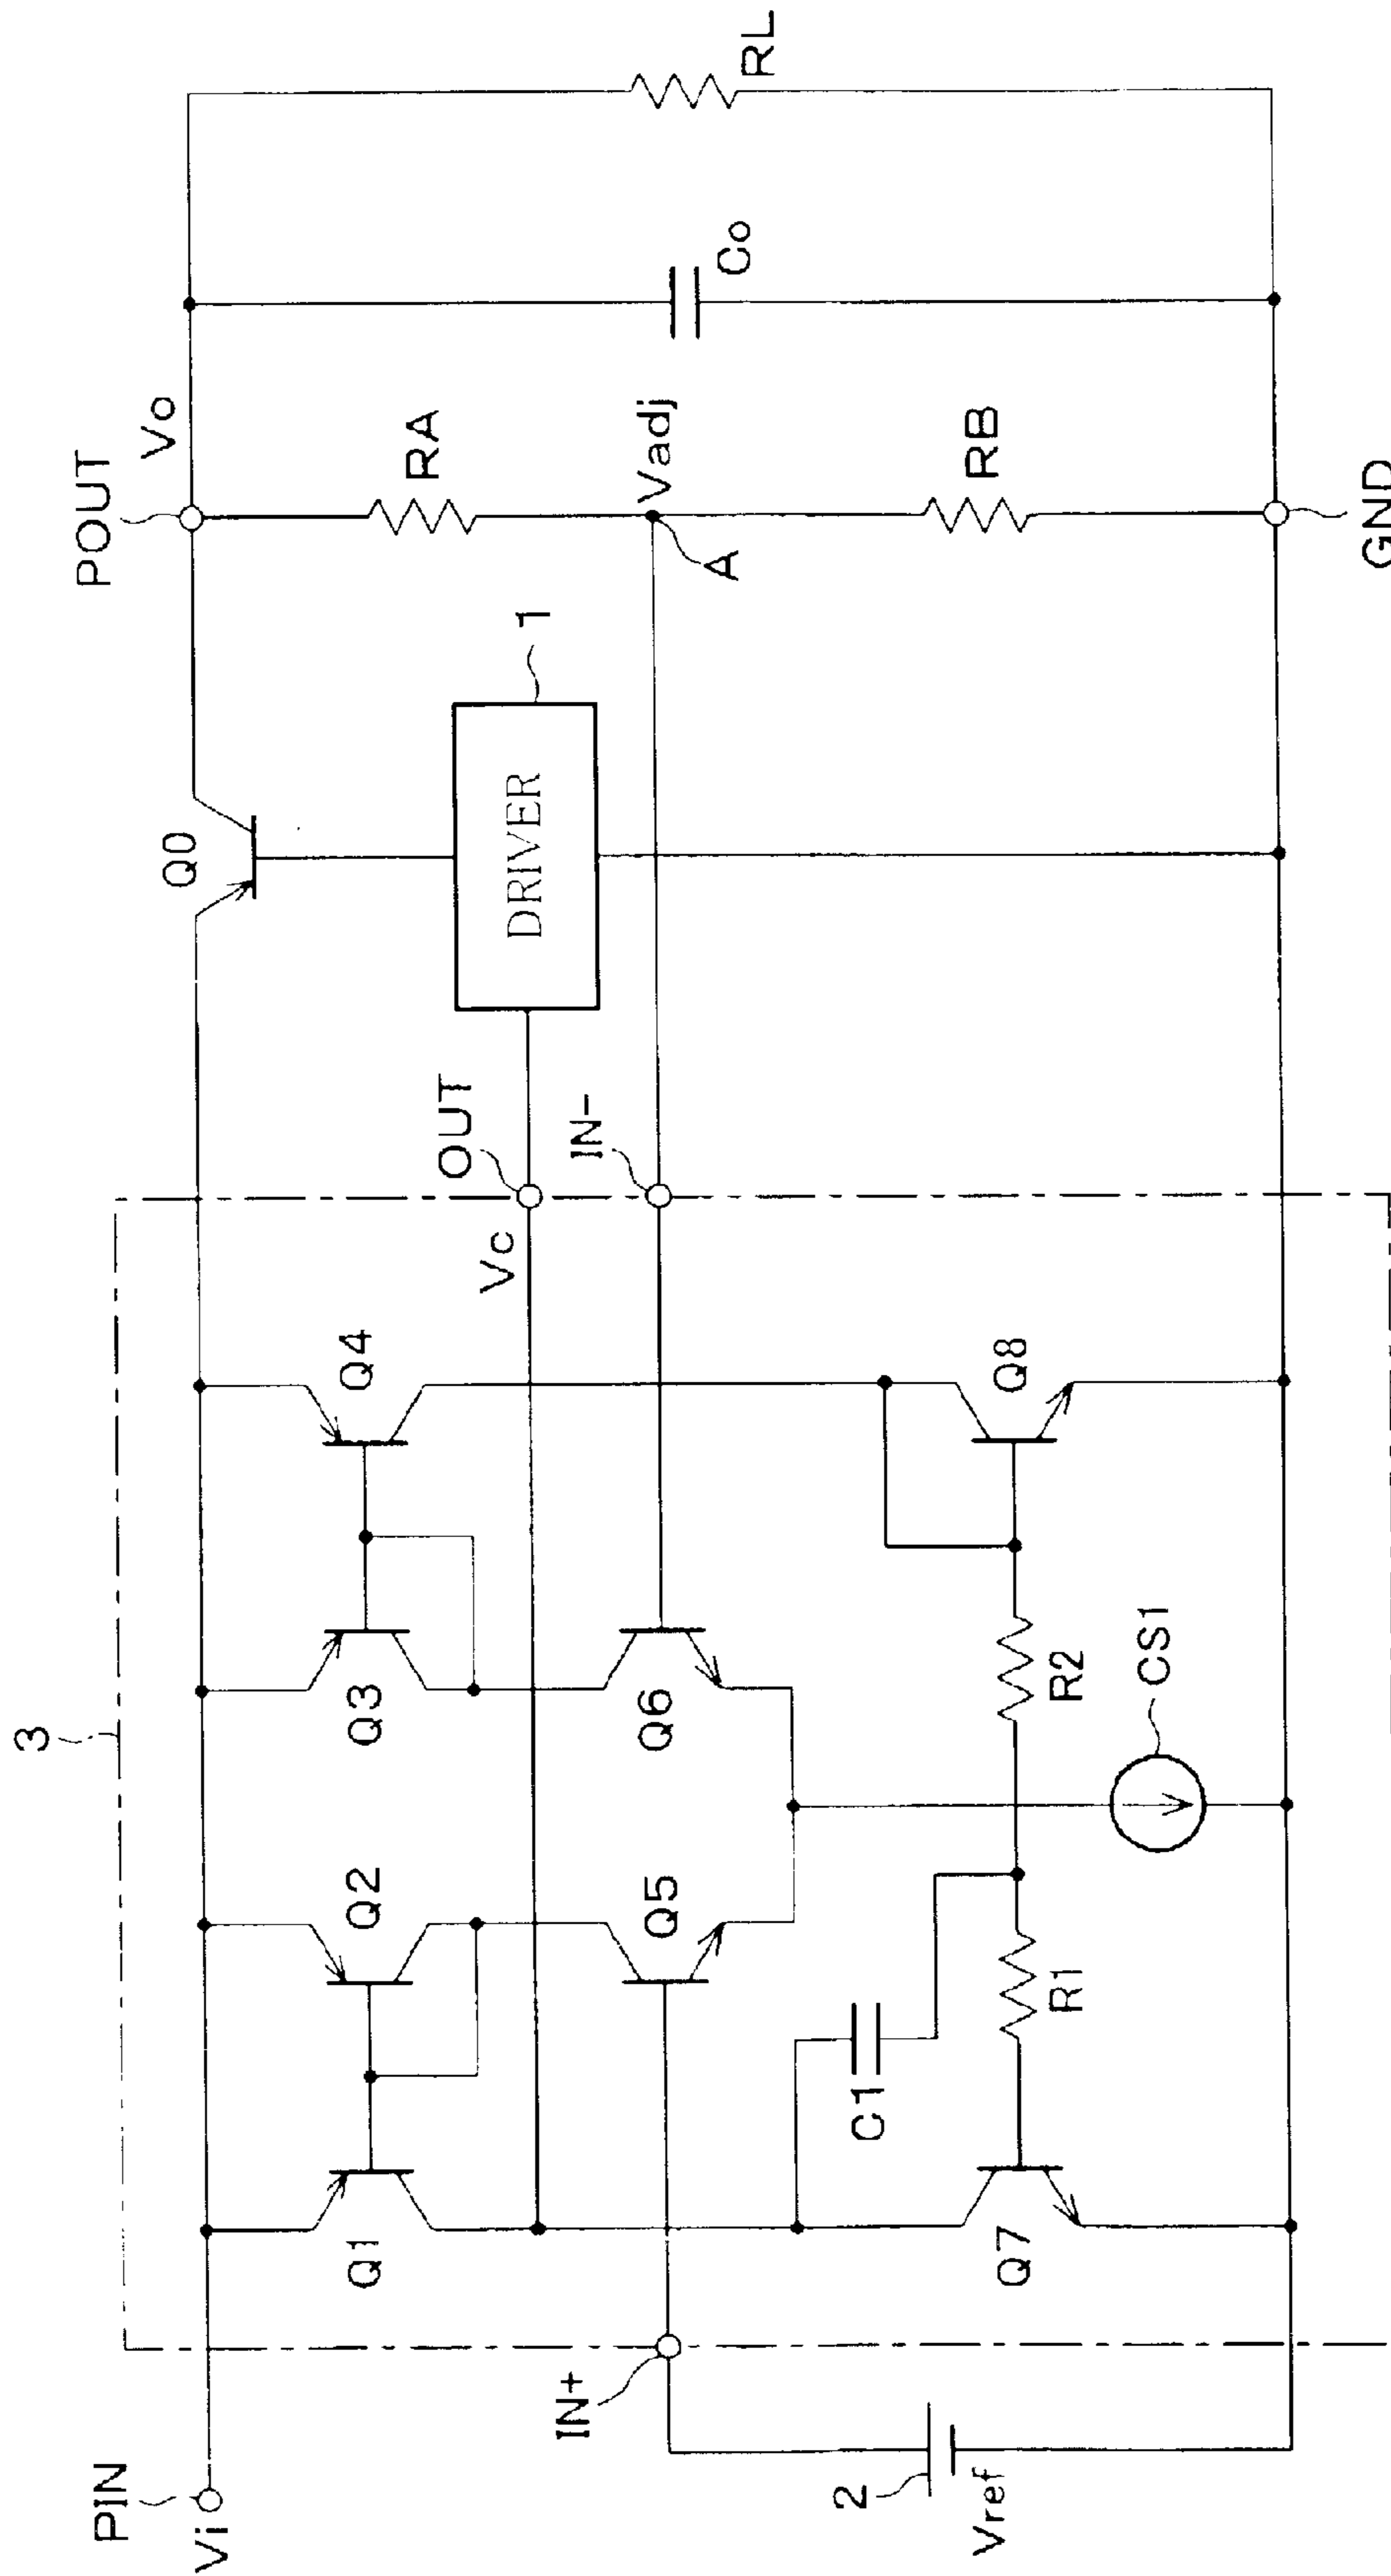 3
PIN
Vi
Q1
Q2
Q3
Q4
Q0
POUT
Vo
Vc
OUT
DRIVER
1
RA
RL
IN+
Q5
Q6
IN-
Vadj
A
Co
C1
Q7
R1
R2
Q8
RB
2
Vref
CS1
GND